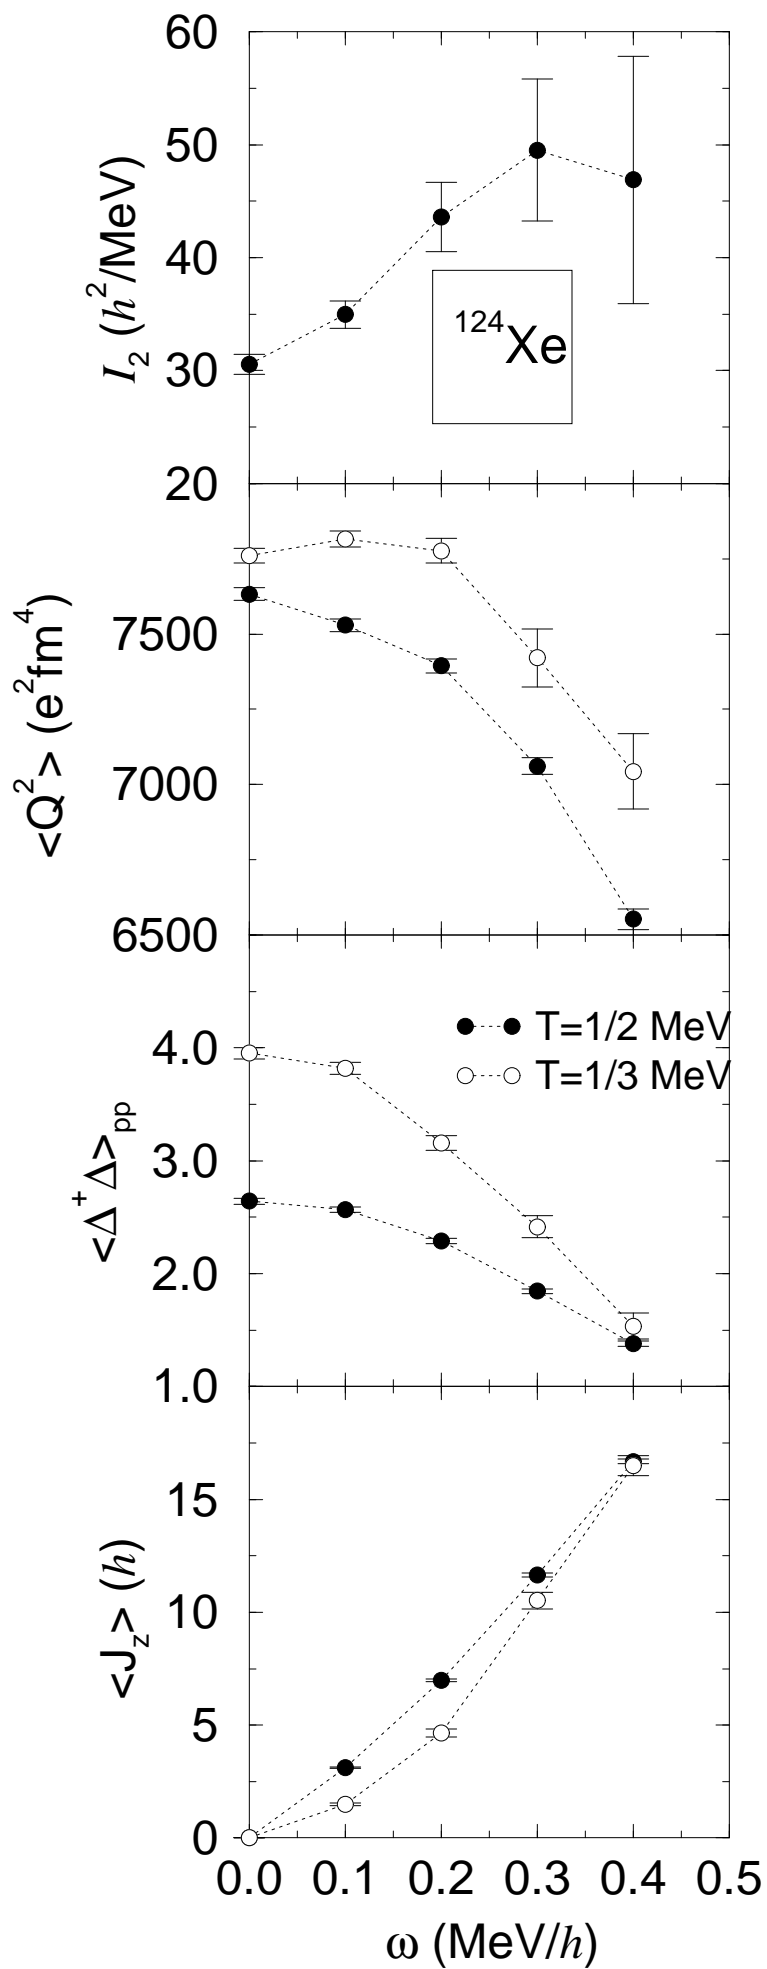 60
50
40
30
20
I₂ (h²/MeV)
¹²⁴Xe
7500
7000
6500
<Q²> (e²fm⁴)
T=1/2 MeV
T=1/3 MeV
4.0
3.0
2.0
1.0
<Δ⁺Δ>pp
15
10
5
0
<J_z> (h)
0.0 0.1 0.2 0.3 0.4 0.5
ω (MeV/h)